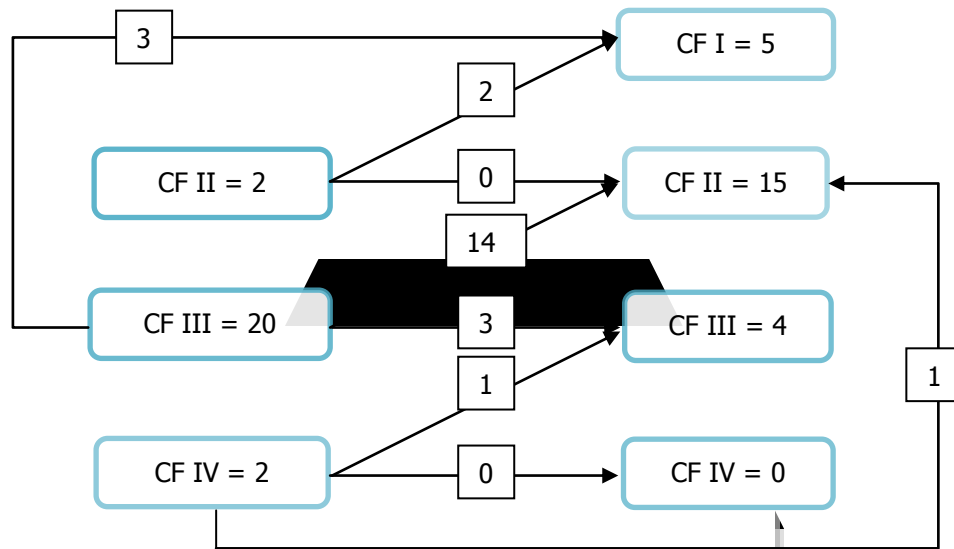 3
CF I = 5
2
CF II = 2
0
CF II = 15
14
CF III = 20
3
CF III = 4
1
1
CF IV = 2
0
CF IV = 0